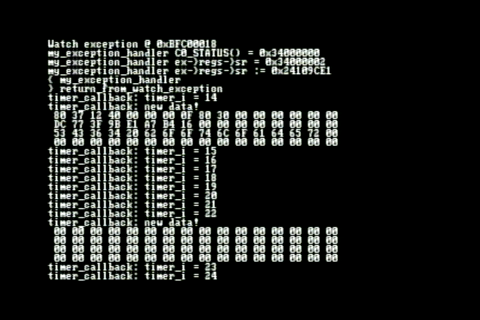 Watch exception @ 0xBFC00018
my_exception_handler C0_STATUS() = 0x34000000
my_exception_handler ex->regs->sr = 0x34000002
my_exception_handler ex->regs->sr := 0x24109CE1
{ my_exception_handler
} return_from_watch_exception
timer_callback: timer_i = 14
timer_callback: new data!
80 37 12 40 00 00 00 0F 80 30 00 00 00 00 00 00
DC 77 3F 9B E1 A7 B4 16 00 00 00 00 00 00 00 00
53 43 36 34 20 62 6F 6F 74 6C 6F 61 64 65 72 00
00 00 00 00 00 00 00 00 00 00 00 00 00 00 00 00
timer_callback: timer_i = 15
timer_callback: timer_i = 16
timer_callback: timer_i = 17
timer_callback: timer_i = 18
timer_callback: timer_i = 19
timer_callback: timer_i = 20
timer_callback: timer_i = 21
timer_callback: timer_i = 22
timer_callback: new data!
00 00 00 00 00 00 00 00 00 00 00 00 00 00 00 00
00 00 00 00 00 00 00 00 00 00 00 00 00 00 00 00
00 00 00 00 00 00 00 00 00 00 00 00 00 00 00 00
00 00 00 00 00 00 00 00 00 00 00 00 00 00 00 00
timer_callback: timer_i = 23
timer_callback: timer_i = 24